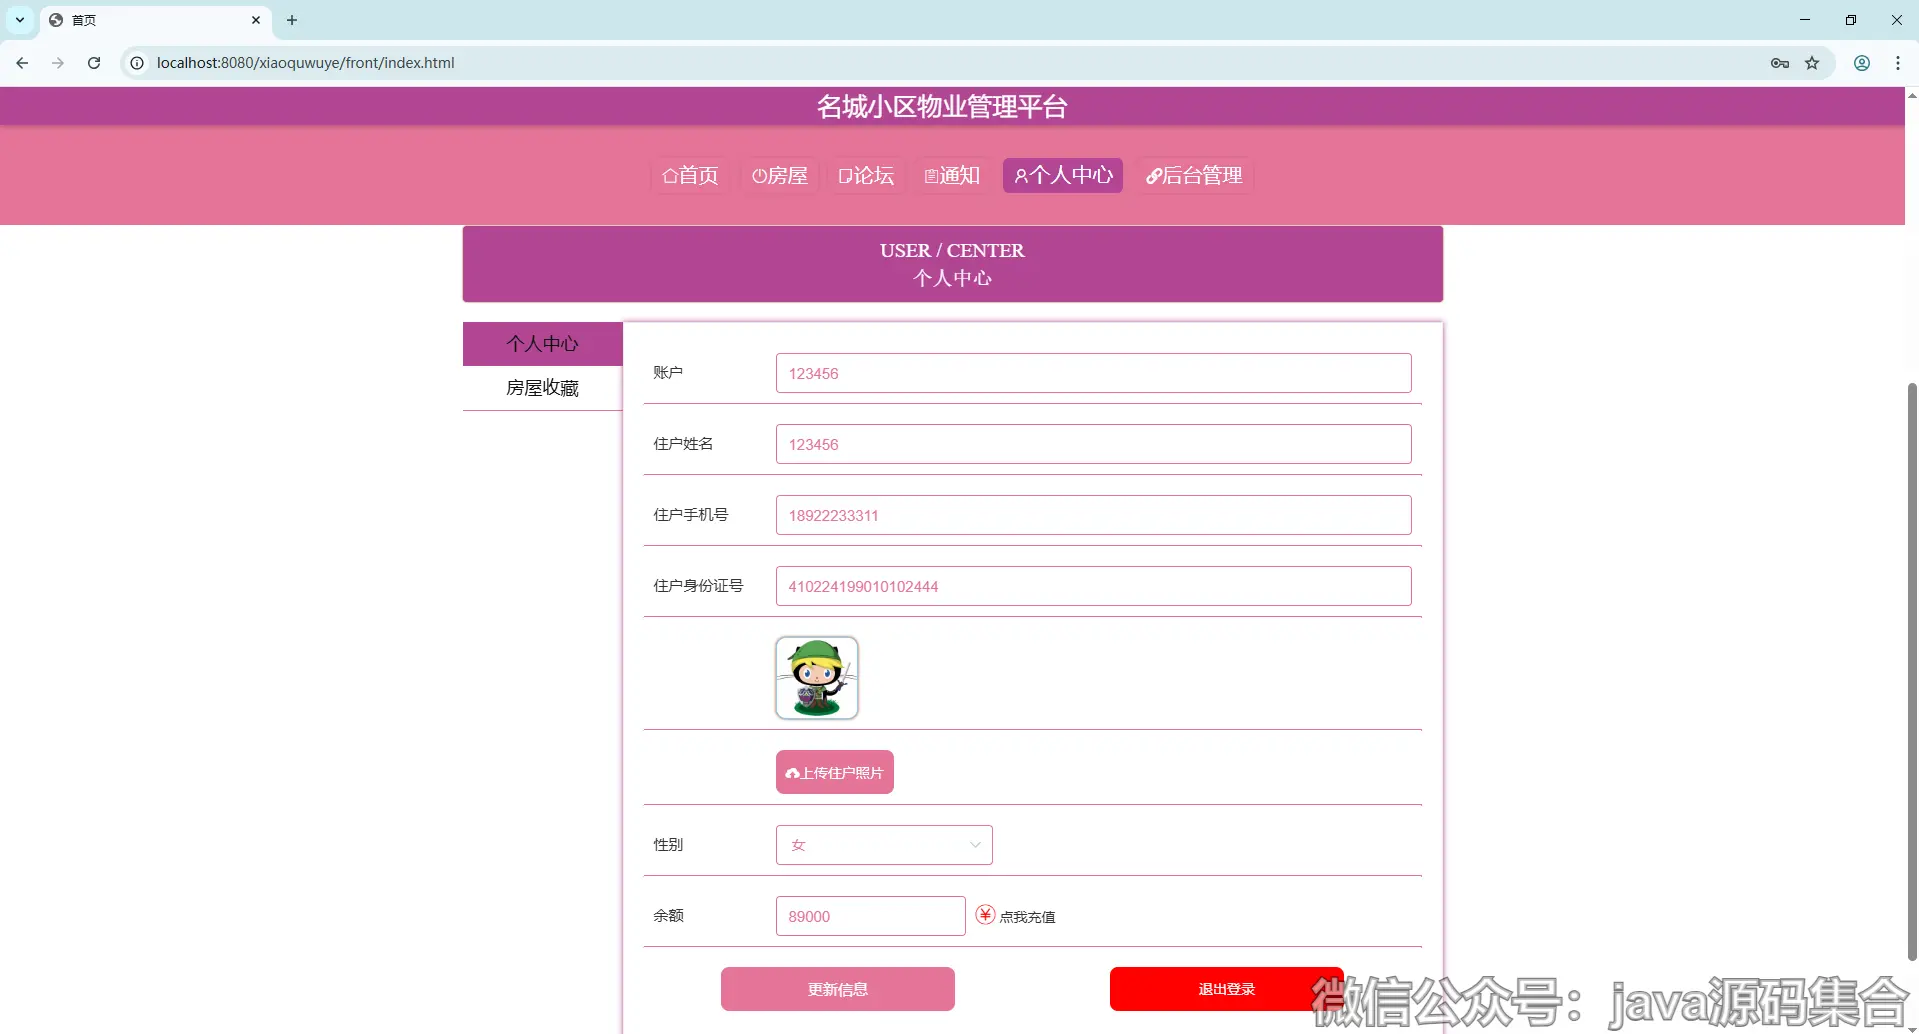 首页
localhost:8080/xiaoquwuye/front/index.html
名城小区物业管理平台
首页 房屋 论坛 通知 个人中心 后台管理
USER / CENTER
个人中心
个人中心
房屋收藏
账户 123456
住户姓名 123456
住户手机号 18922233311
住户身份证号 410224199010102444
上传住户照片
性别 女
余额 89000 点我充值
更新信息 退出登录
微信公众号：java源码集合